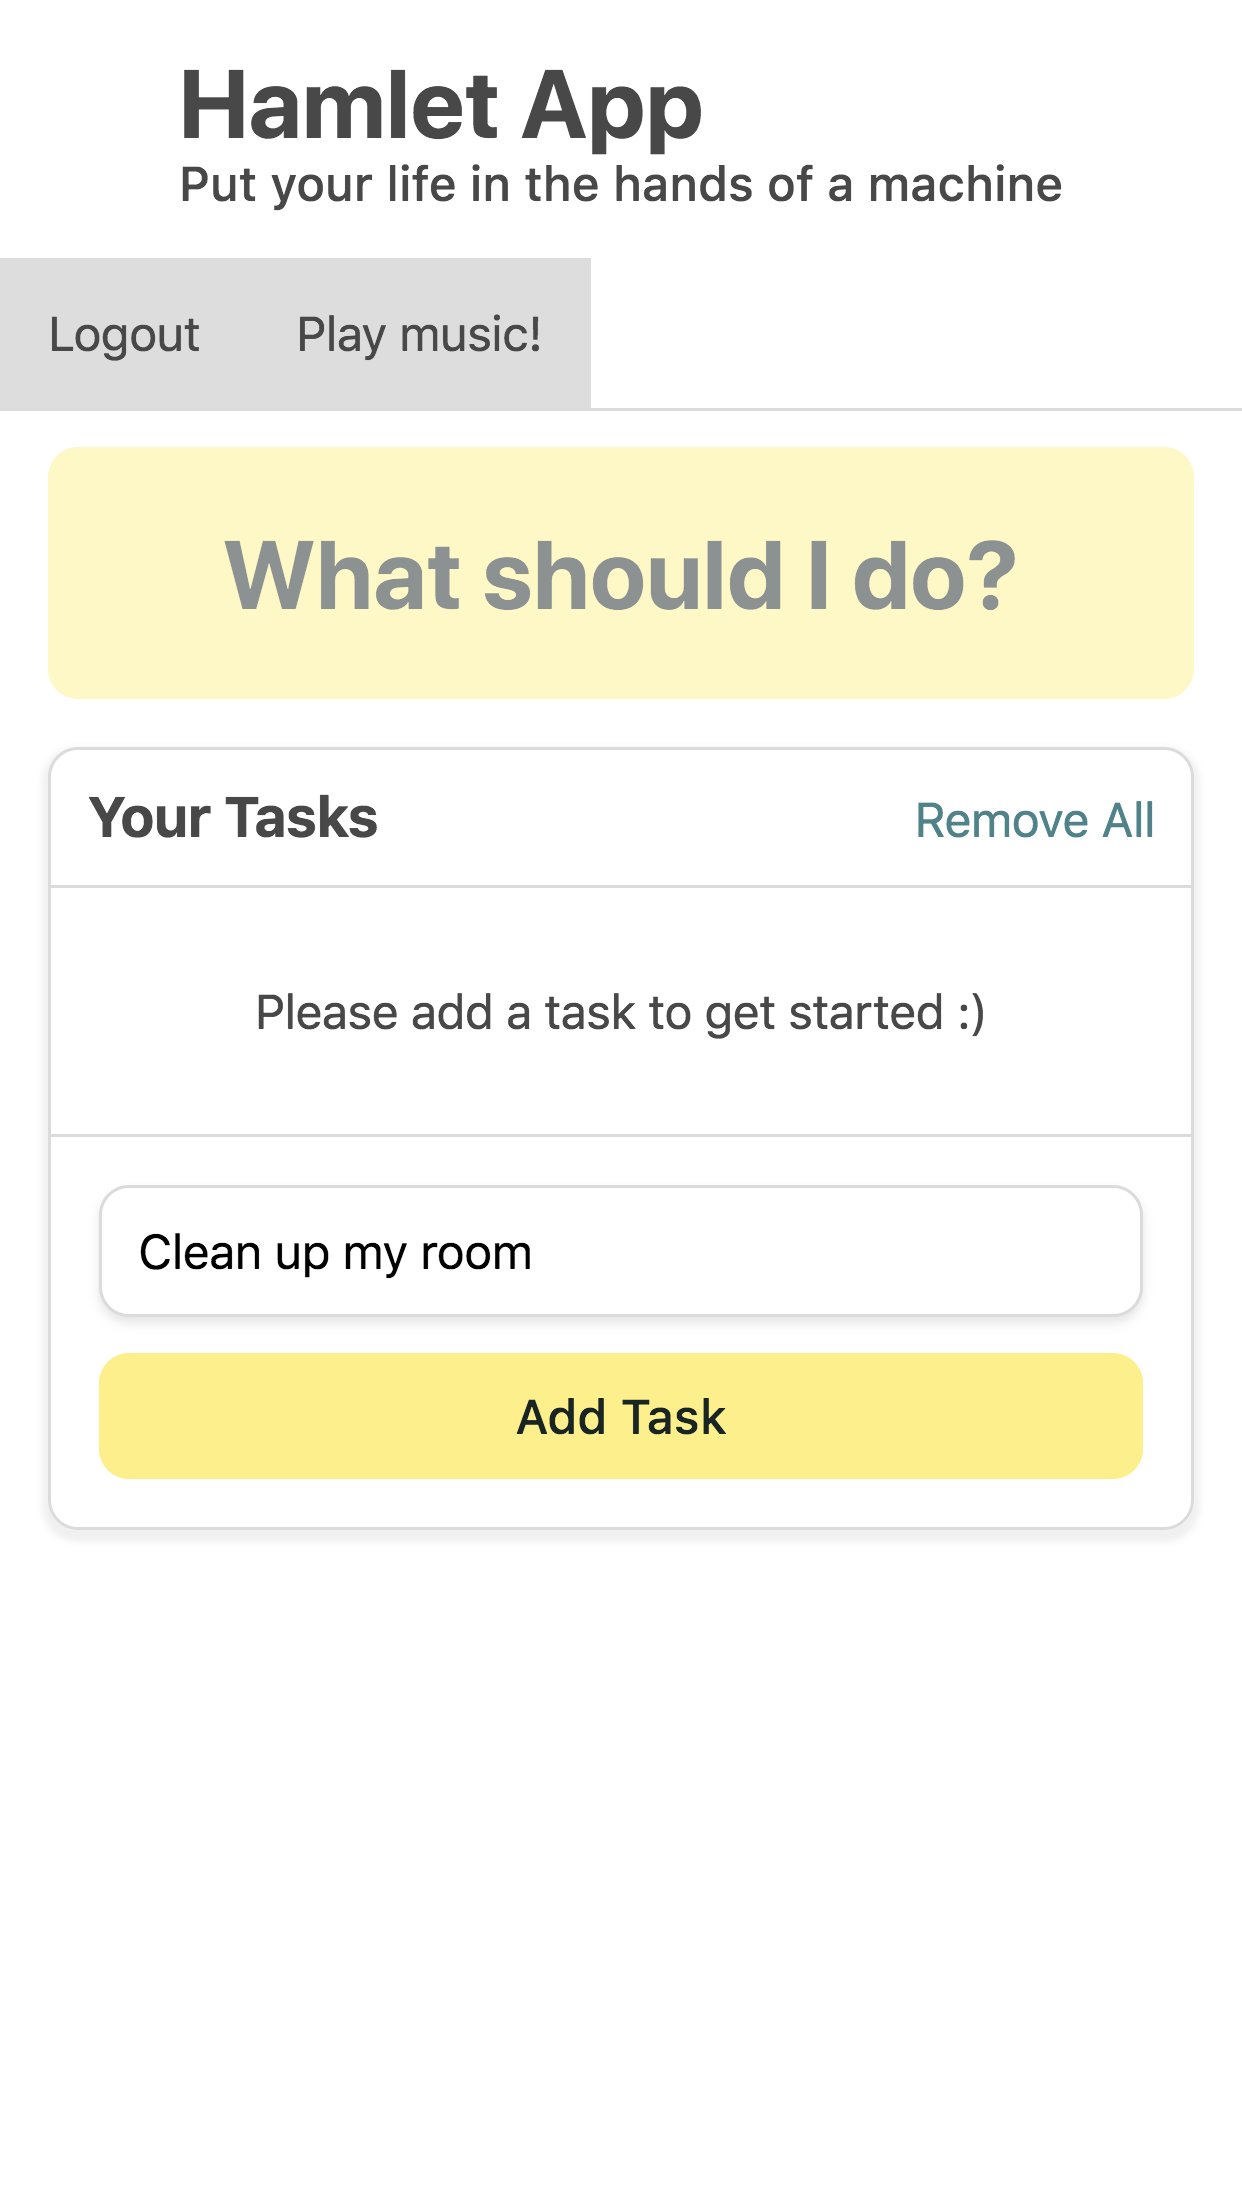 Hamlet App
Put your life in the hands of a machine
Logout Play music!
What should I do?
Your Tasks Remove All
Please add a task to get started :)
Clean up my room
Add Task